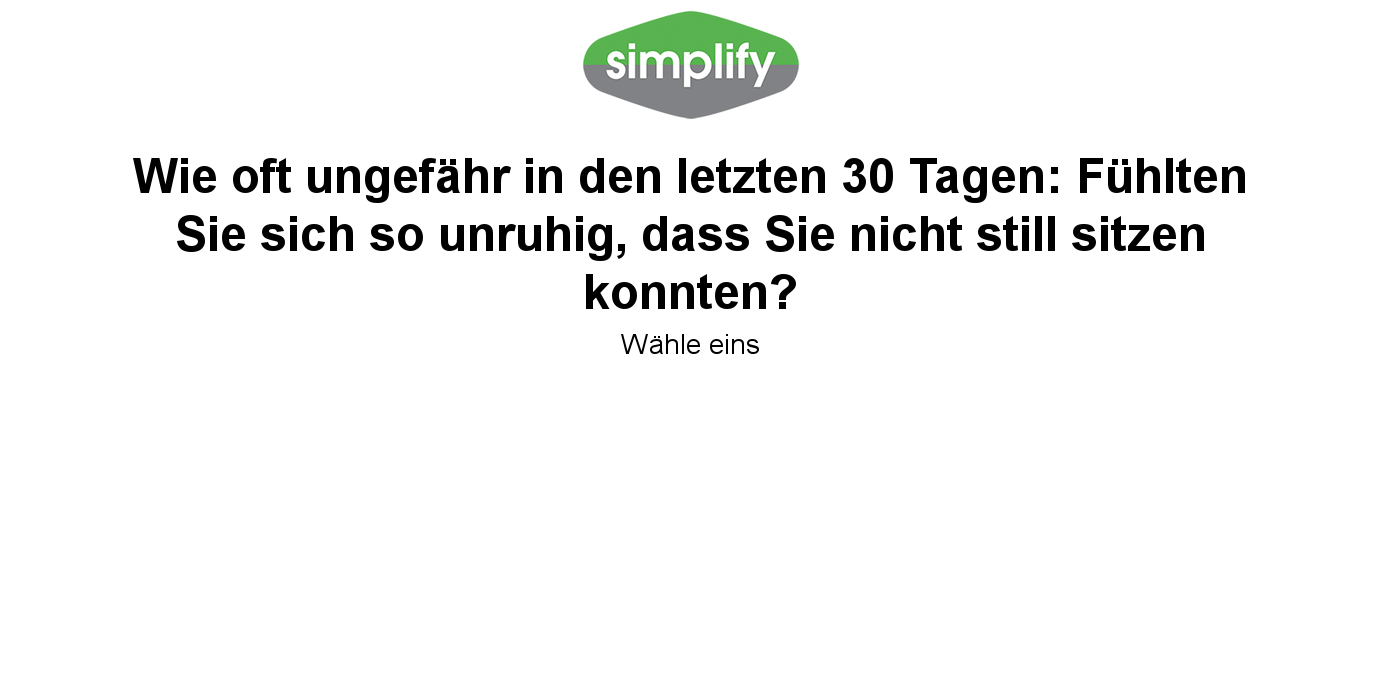 simplify
Wie oft ungefähr in den letzten 30 Tagen: Fühlten
Sie sich so unruhig, dass Sie nicht still sitzen
konnten?
Wähle eins